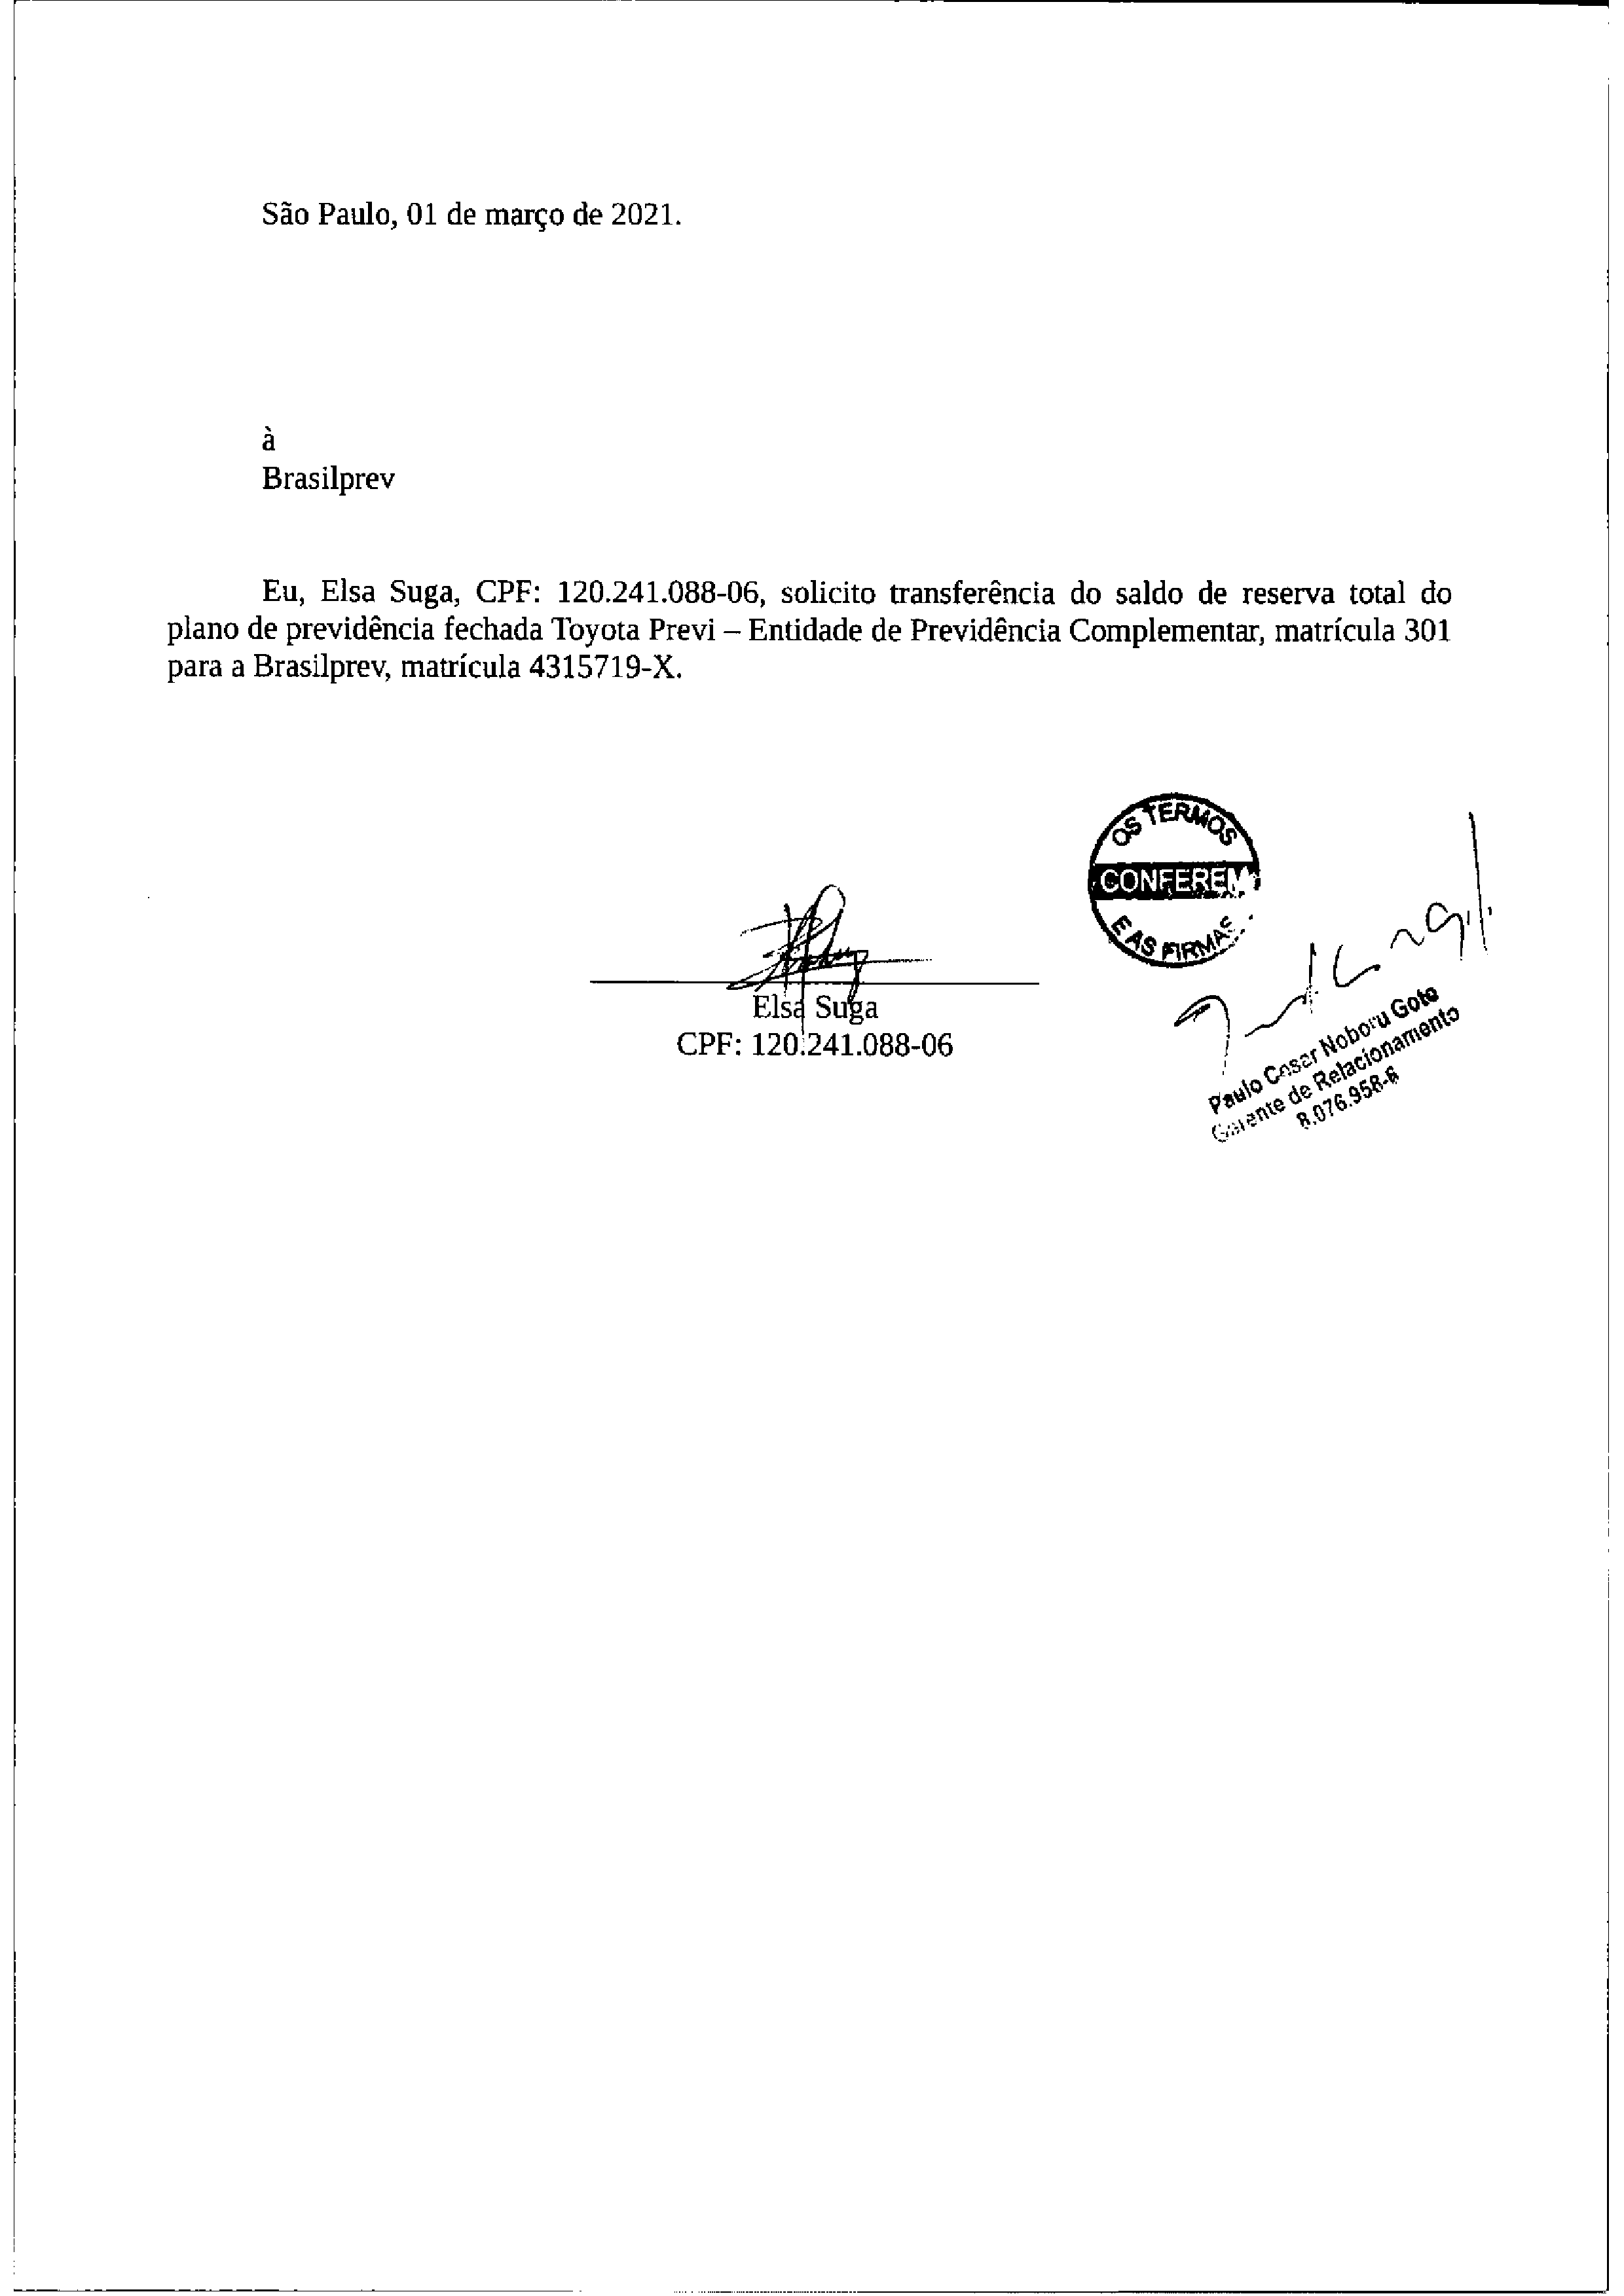 São Paulo, 01 de março de 2021.
à
Brasilprev
Eu, Elsa Suga, CPF: 120.241.088-06, solicito transferência do saldo de reserva total do
plano de previdência fechada Toyota Previ – Entidade de Previdência Complementar, matrícula 301
para a Brasilprev, matrícula 4315719-X.
OS TERMOS
CONFEREM
E AS FIRMAS
Elsa Suga
CPF: 120.241.088-06
Paulo Cesar Noboru Goto
Gerente de Relacionamento
8.076.958-6